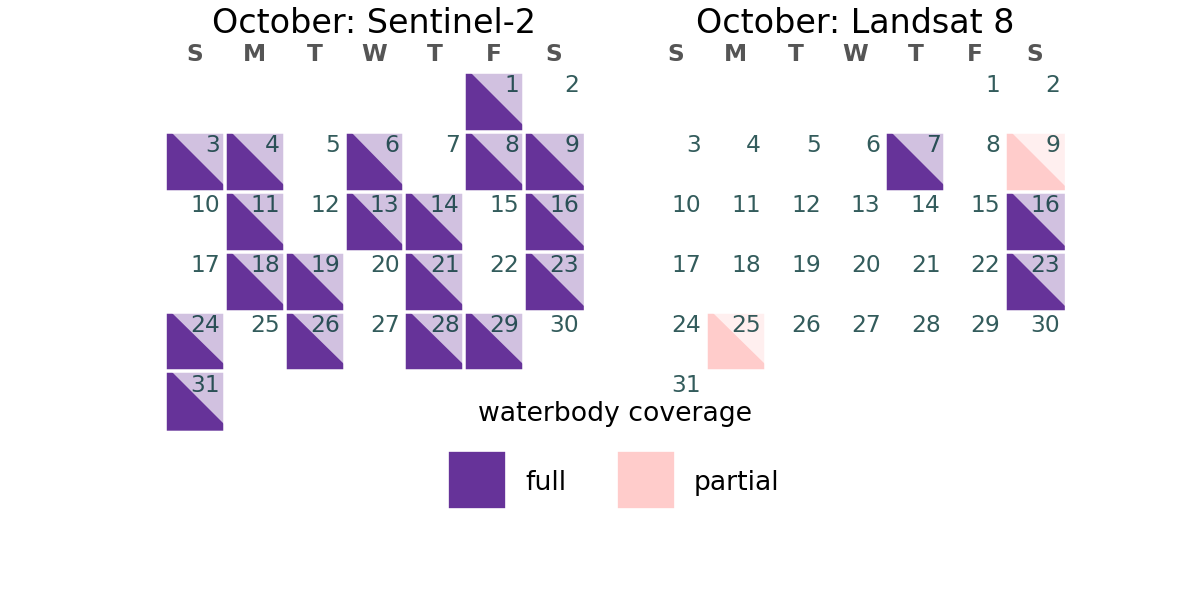 October: Sentinel-2
S M T W T F S
1 2
3 4 5 6 7 8 9
10 11 12 13 14 15 16
17 18 19 20 21 22 23
24 25 26 27 28 29 30
31
October: Landsat 8
S M T W T F S
1 2
3 4 5 6 7 8 9
10 11 12 13 14 15 16
17 18 19 20 21 22 23
24 25 26 27 28 29 30
31
waterbody coverage
full partial